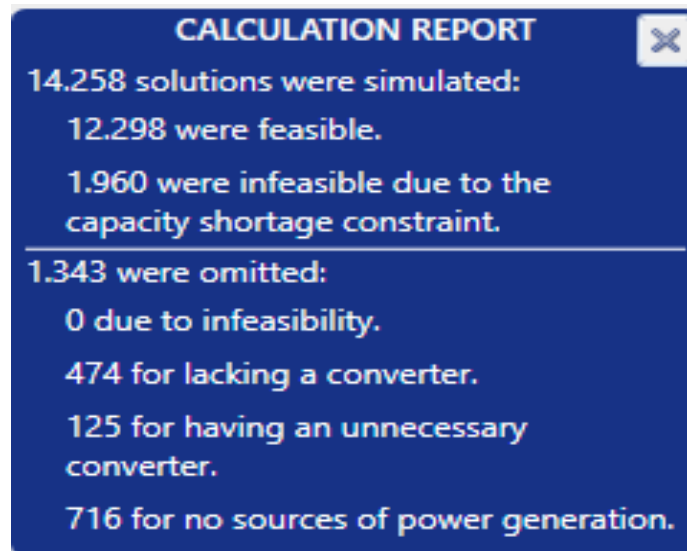 CALCULATION REPORT
14.258 solutions were simulated:
12.298 were feasible.
1.960 were infeasible due to the
capacity shortage constraint.
1.343 were omitted:
0 due to infeasibility.
474 for lacking a converter.
125 for having an unnecessary
converter.
716 for no sources of power generation.